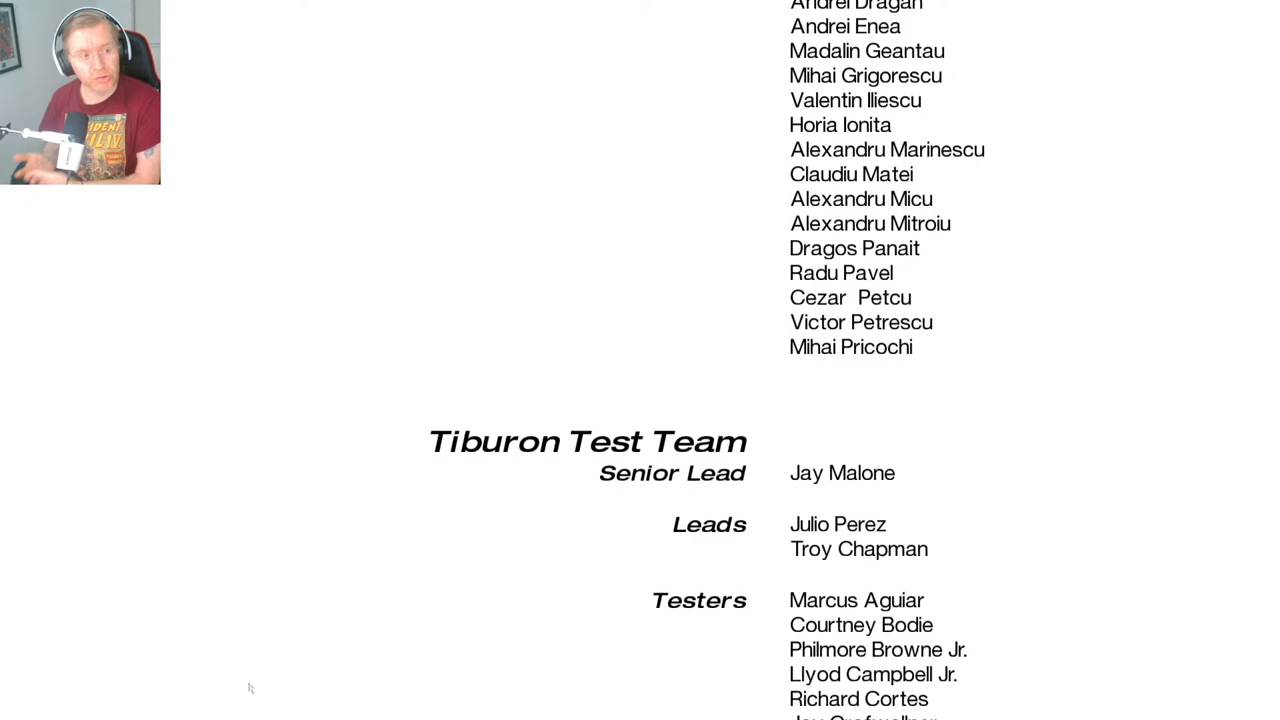 Andrei Dragan
Andrei Enea
Madalin Geantau
Mihai Grigorescu
Valentin Iliescu
Horia Ionita
Alexandru Marinescu
Claudiu Matei
Alexandru Micu
Alexandru Mitroiu
Dragos Panait
Radu Pavel
Cezar  Petcu
Victor Petrescu
Mihai Pricochi
Tiburon Test Team
Senior Lead Jay Malone
Leads Julio Perez
Troy Chapman
Testers Marcus Aguiar
Courtney Bodie
Philmore Browne Jr.
Llyod Campbell Jr.
Richard Cortes